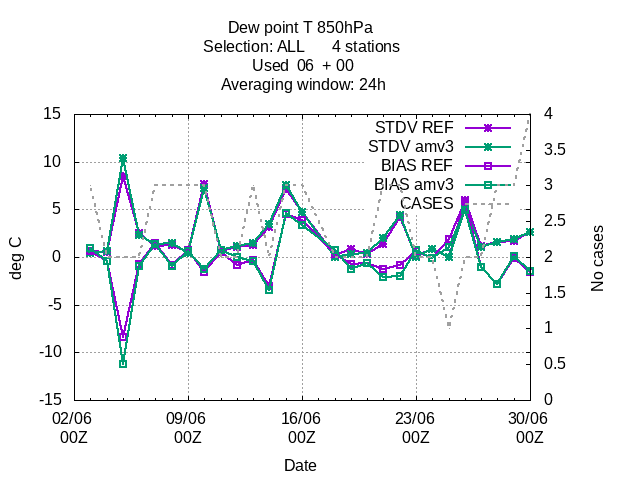 Dew point T 850hPa
Selection: ALL 4 stations
Used 06 + 00
Averaging window: 24h
15
10
5
0
-5
-10
-15
deg C
4
3.5
3
2.5
2
1.5
1
0.5
0
No cases
STDV REF
STDV amv3
BIAS REF
BIAS amv3
CASES
02/06 09/06 16/06 23/06 30/06
00Z 00Z 00Z 00Z 00Z
Date